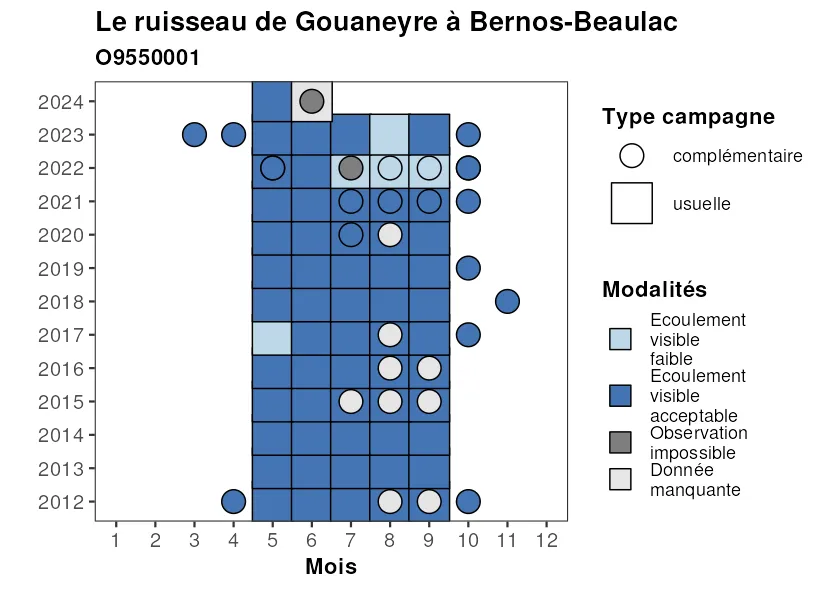 Le ruisseau de Gouaneyre à Bernos-Beaulac
O9550001
2024
2023
2022
2021
2020
2019
2018
2017
2016
2015
2014
2013
2012
1 2 3 4 5 6 7 8 9 10 11 12
Mois
Type campagne
complémentaire
usuelle
Modalités
Ecoulement
visible
faible
Ecoulement
visible
acceptable
Observation
impossible
Donnée
manquante